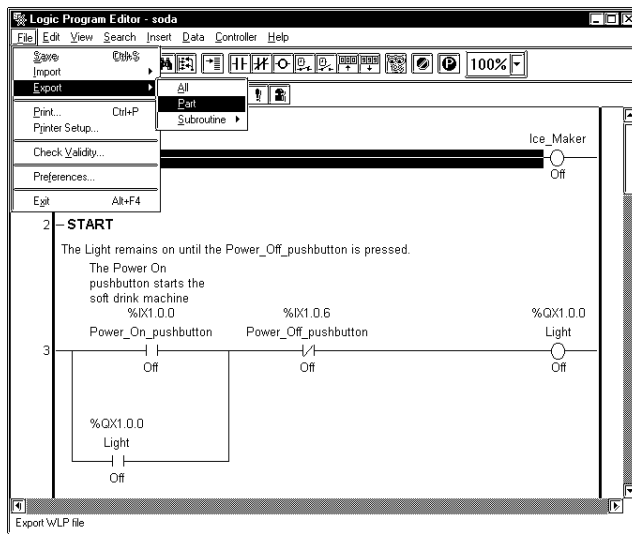 Logic Program Editor - soda
File Edit View Search Insert Data Controller Help
Save Ctrl+S
Import
Export
Print... Ctrl+P
Printer Setup...
Check Validity...
Preferences...
Exit Alt+F4
All
Part
Subroutine
100%
Ice_Maker
Off
2 START
The Light remains on until the Power_Off_pushbutton is pressed.
The Power On
pushbutton starts the
soft drink machine
%IX1.0.0 %IX1.0.6 %QX1.0.0
Power_On_pushbutton Power_Off_pushbutton Light
3
Off Off Off
%QX1.0.0
Light
Off
Export WLP file